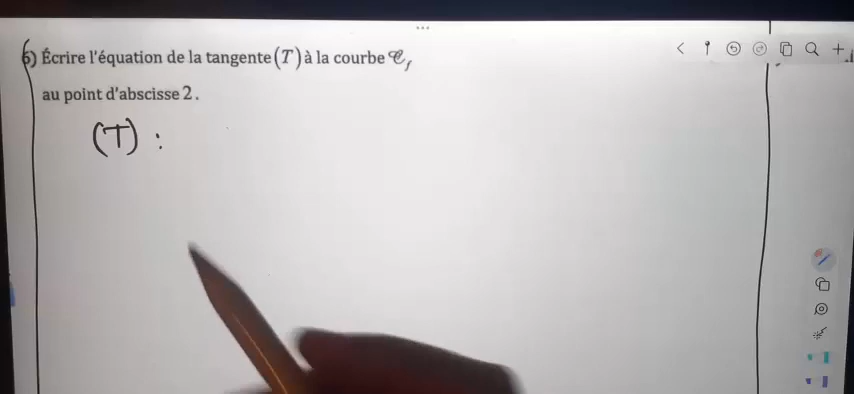 6) Écrire l'équation de la tangente (T) à la courbe 𝒞f
au point d'abscisse 2.
(T) :